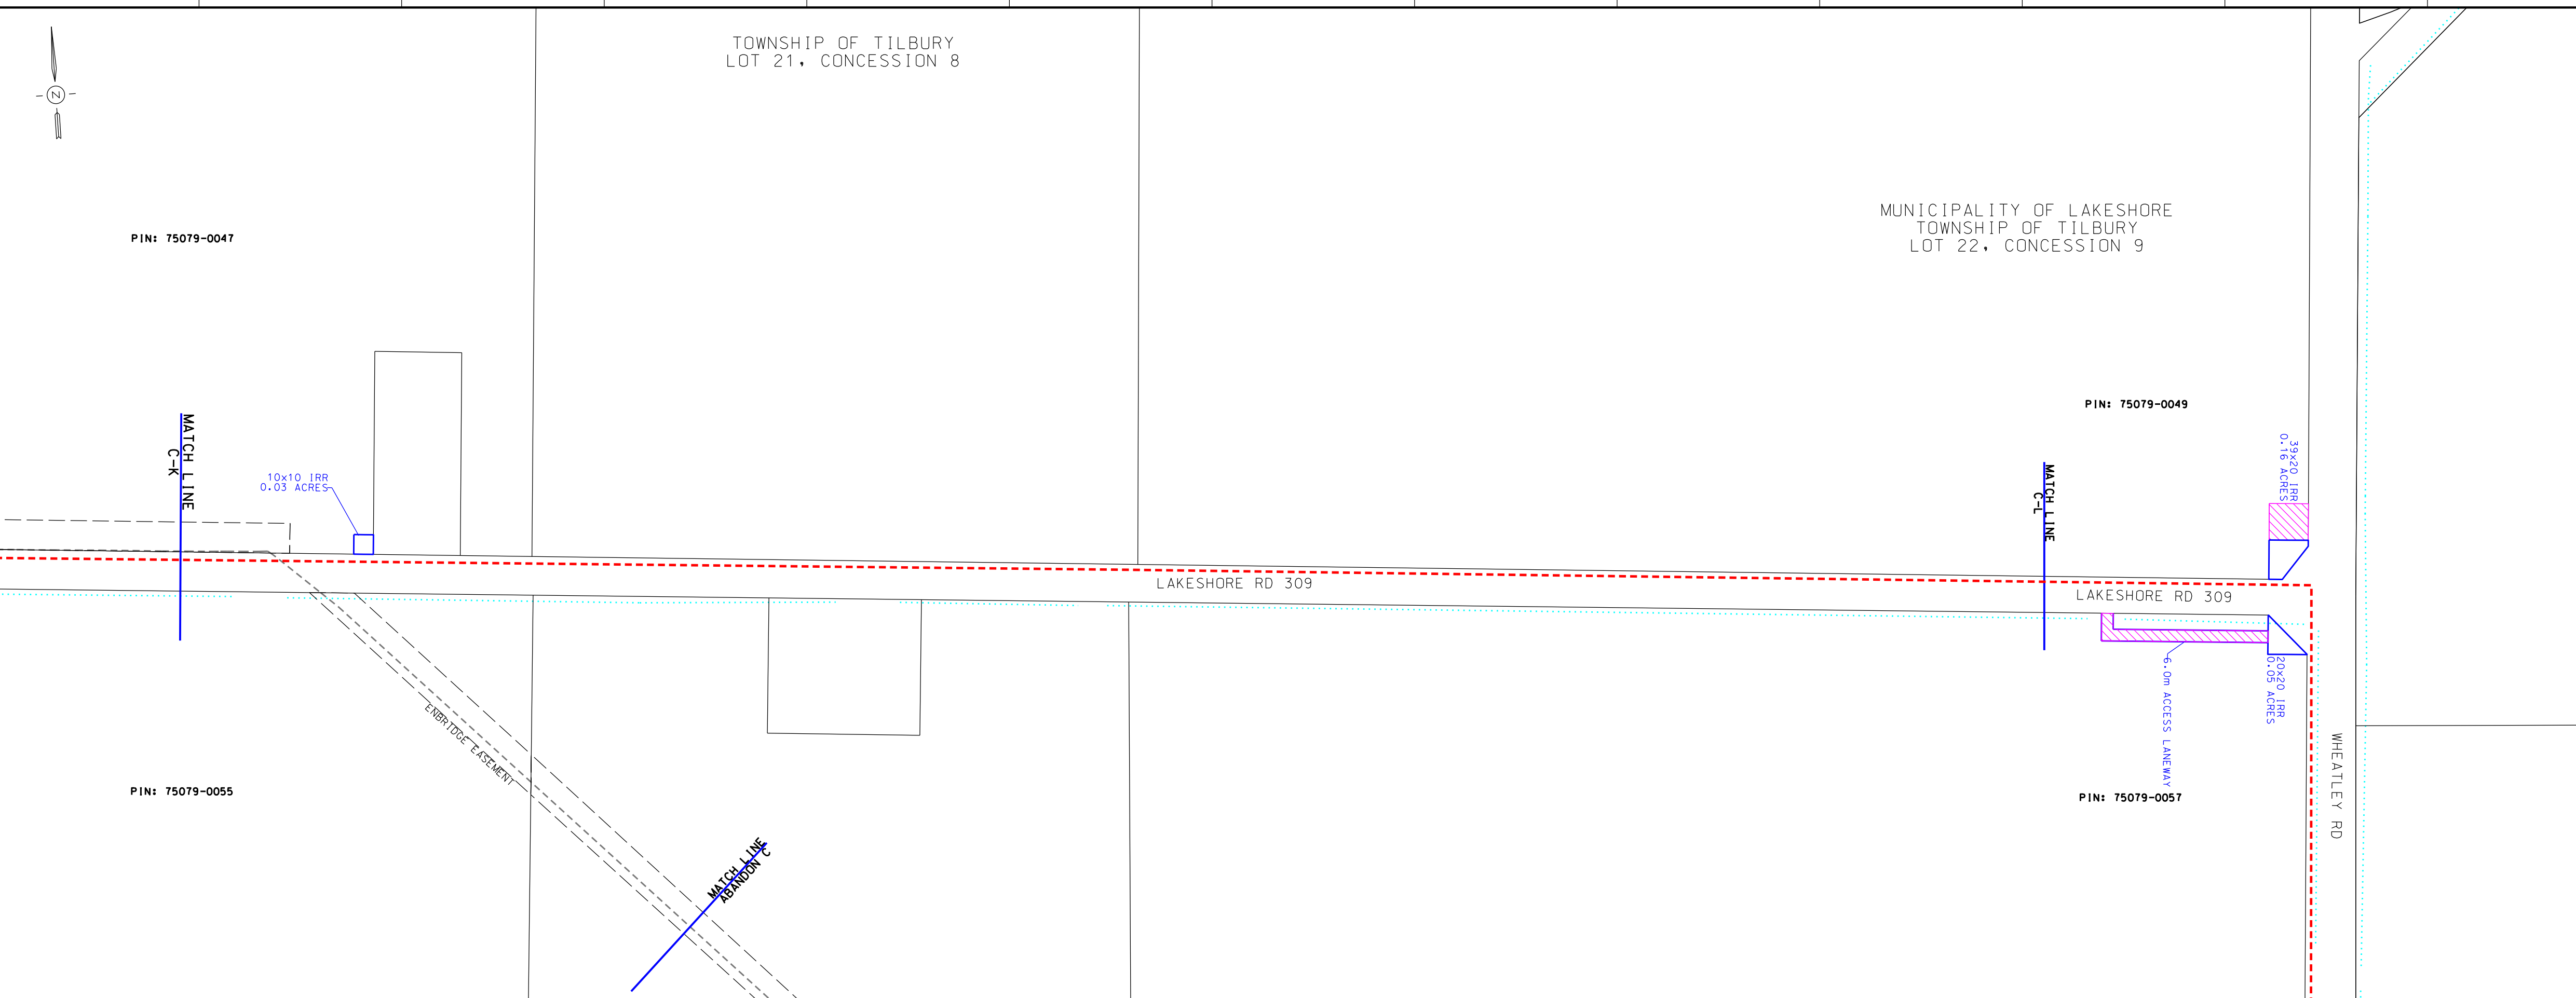 TOWNSHIP OF TILBURY
LOT 21, CONCESSION 8
N
MUNICIPALITY OF LAKESHORE
TOWNSHIP OF TILBURY
LOT 22, CONCESSION 9
PIN: 75079-0047
PIN: 75079-0049
MATCH LINE
C-K
10x10 IRR
0.03 ACRES
MATCH LINE
C-L
39x20 IRR
0.16 ACRES
LAKESHORE RD 309
LAKESHORE RD 309
6.0m ACCESS LANEWAY
20x20 IRR
0.05 ACRES
ENBRIDGE EASEMENT
WHEATLEY RD
PIN: 75079-0055
PIN: 75079-0057
MATCH LINE
ABANDON C